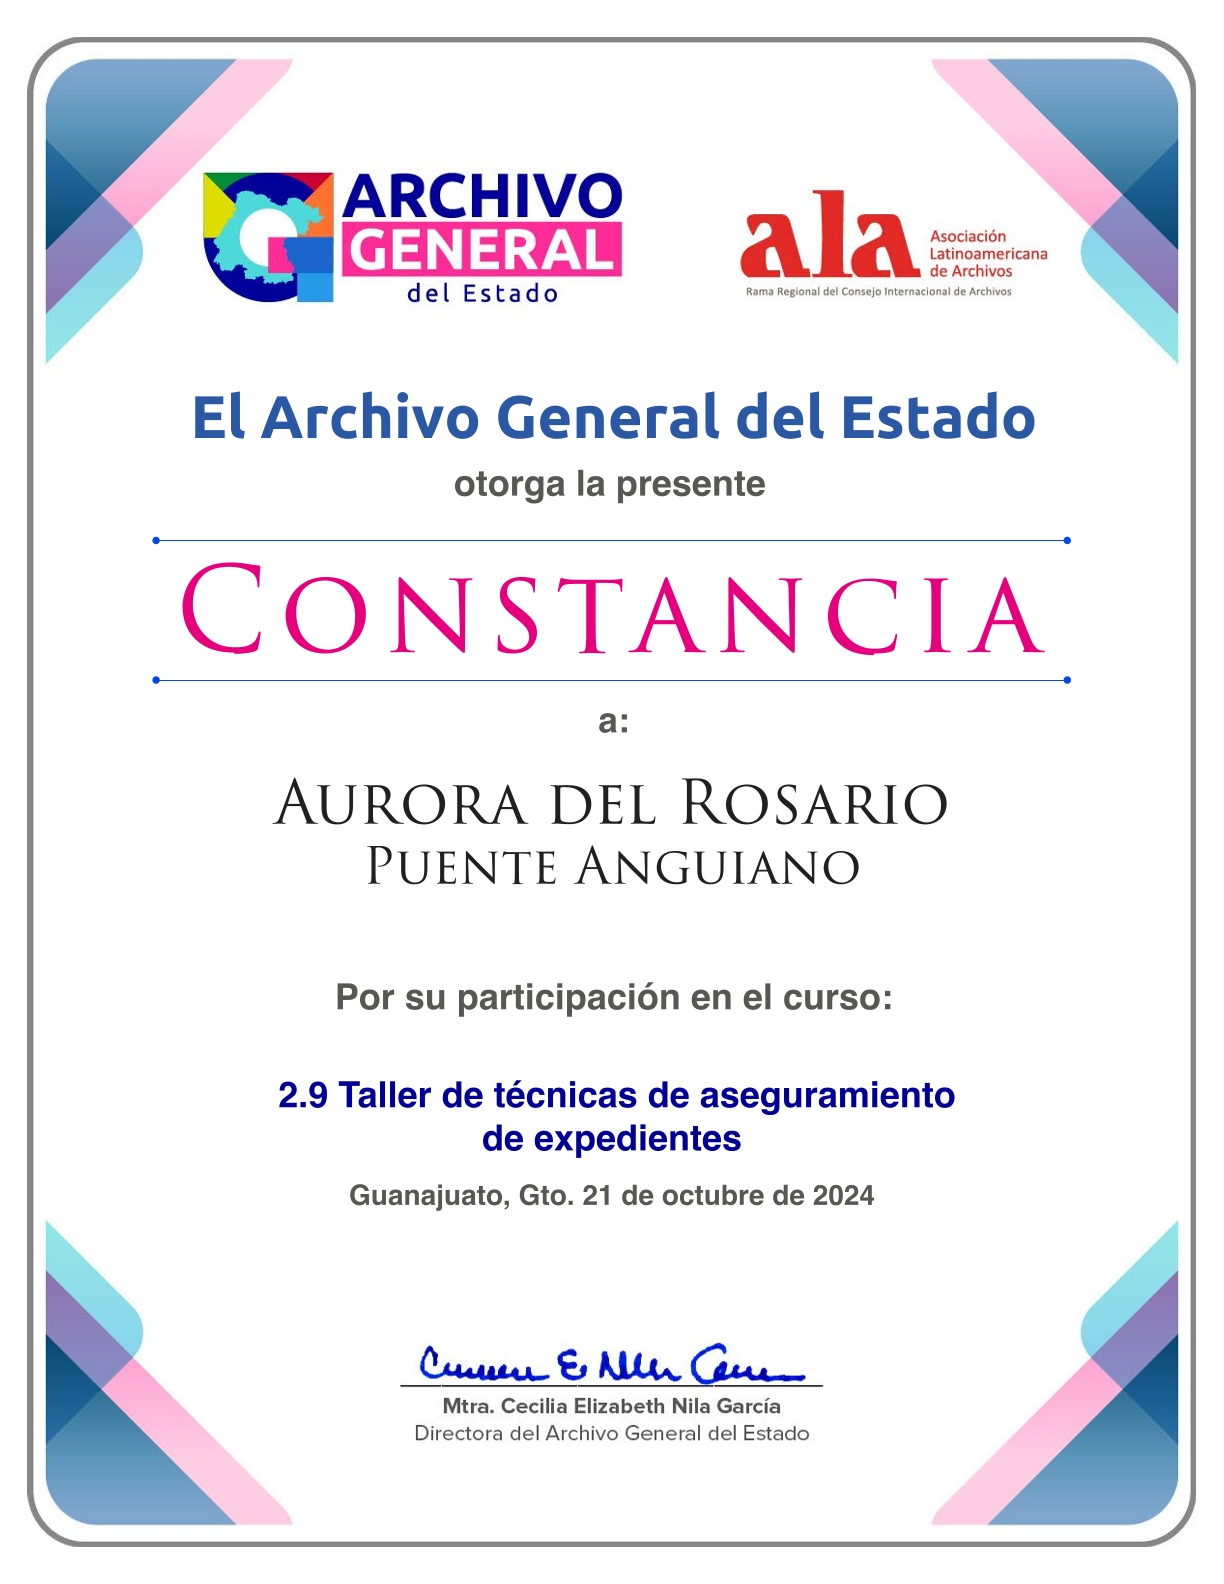 ARCHIVO
GENERAL
del Estado
ala
Asociación
Latinoamericana
de Archivos
Rama Regional del Consejo Internacional de Archivos
El Archivo General del Estado
otorga la presente
CONSTANCIA
a:
AURORA DEL ROSARIO
PUENTE ANGUIANO
Por su participación en el curso:
2.9 Taller de técnicas de aseguramiento
de expedientes
Guanajuato, Gto. 21 de octubre de 2024
Mtra. Cecilia Elizabeth Nila García
Directora del Archivo General del Estado